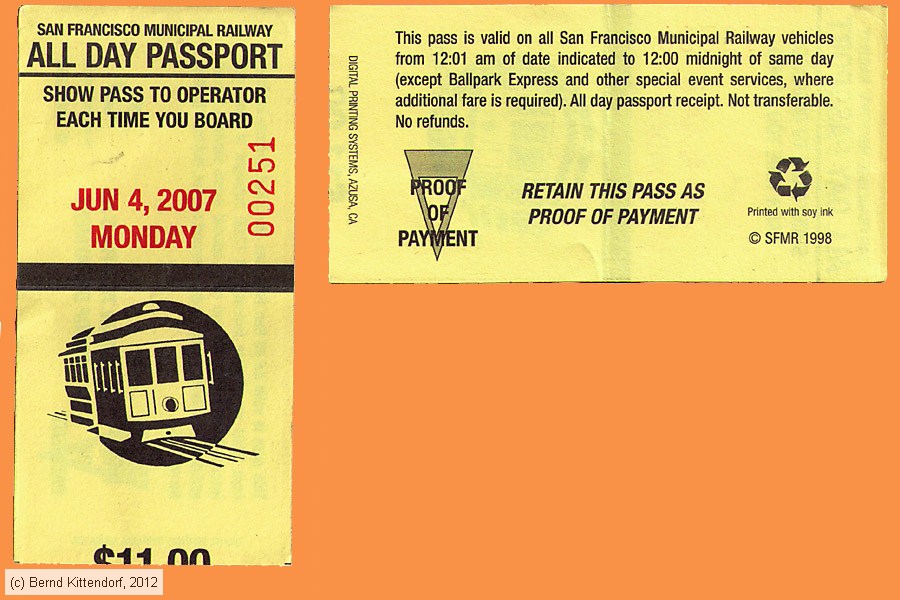 SAN FRANCISCO MUNICIPAL RAILWAY
ALL DAY PASSPORT
SHOW PASS TO OPERATOR
EACH TIME YOU BOARD
00251
JUN 4, 2007
MONDAY
$11.00
This pass is valid on all San Francisco Municipal Railway vehicles
from 12:01 am of date indicated to 12:00 midnight of same day
(except Ballpark Express and other special event services, where
additional fare is required). All day passport receipt. Not transferable.
No refunds.
DIGITAL PRINTING SYSTEMS, AZUSA, CA
PROOF
OF
PAYMENT
RETAIN THIS PASS AS
PROOF OF PAYMENT
Printed with soy ink
© SFMR 1998
(c) Bernd Kittendorf, 2012